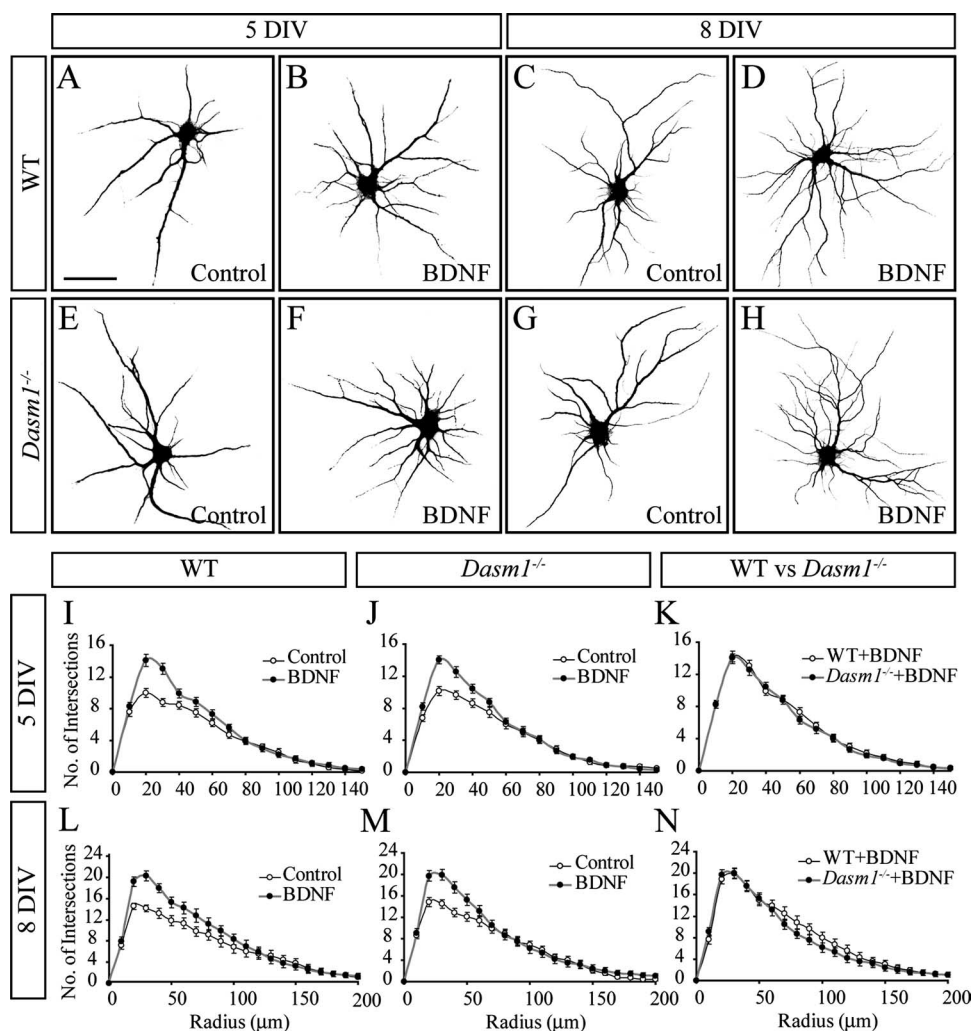 5 DIV
8 DIV
WT
A
B
C
D
Control
BDNF
Control
BDNF
Dasm1-/-
E
F
G
H
Control
BDNF
Control
BDNF
WT
Dasm1-/-
WT vs Dasm1-/-
5 DIV
8 DIV
No. of Intersections
I
16
12
8
4
0
0 20 40 60 80 100 120 140
Control
BDNF
J
16
12
8
4
0
0 20 40 60 80 100 120 140
Control
BDNF
K
16
12
8
4
0
0 20 40 60 80 100 120 140
WT+BDNF
Dasm1-/-+BDNF
No. of Intersections
L
24
20
16
12
8
4
0
0 50 100 150 200
Control
BDNF
Radius (µm)
M
24
20
16
12
8
4
0
0 50 100 150 200
Control
BDNF
Radius (µm)
N
24
20
16
12
8
4
0
0 50 100 150 200
WT+BDNF
Dasm1-/-+BDNF
Radius (µm)